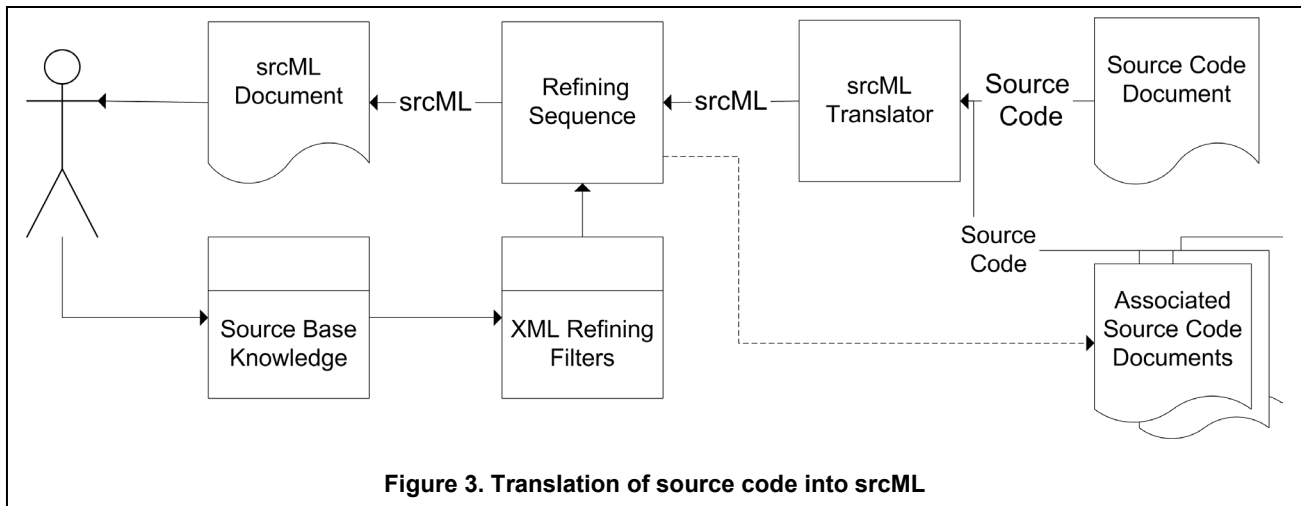 srcML
Document
srcML
Refining
Sequence
srcML
srcML
Translator
Source
Code
Source Code
Document
Source
Code
Source Base
Knowledge
XML Refining
Filters
Associated
Source Code
Documents
Figure 3. Translation of source code into srcML